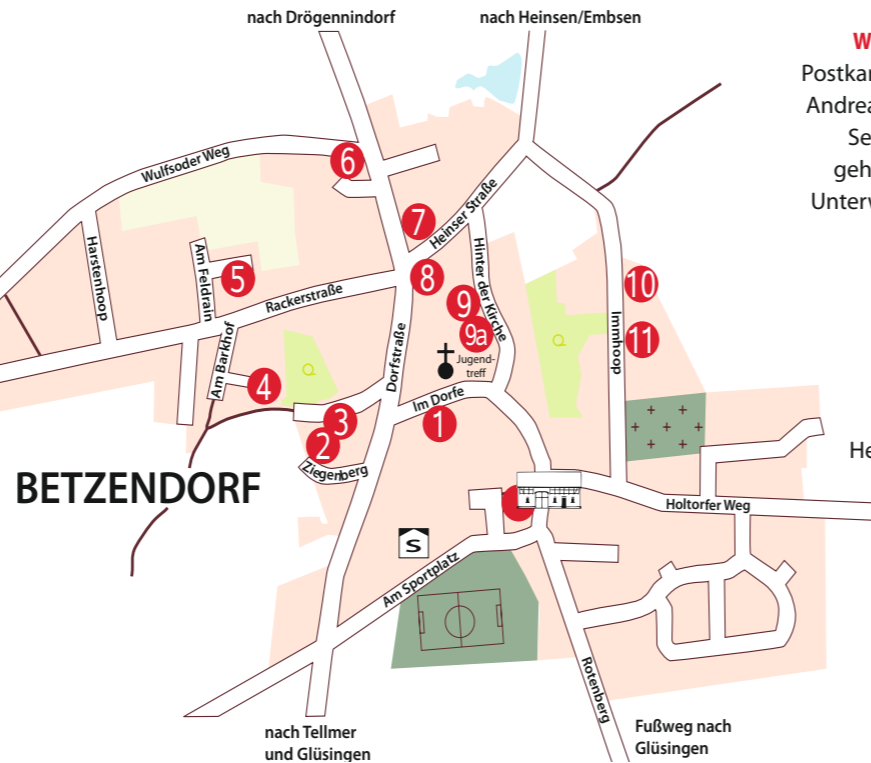 nach Drögennindorf
nach Heinsen/Embsen
W
Postkar
Andrea
Se
geh
Unterw
Wulfsoder Weg
6
7
Heinser Straße
Harstenhoop
Am Feldrain
5
Rackerstraße
8
Hinter der Kirche
9
9a
Jugend-
treff
10
Immhoop
11
Am Barkhof
4
Dorfstraße
Im Dorfe
3
1
2
Ziegenberg
He
BETZENDORF
Holtorfer Weg
S
Am Sportplatz
Rotenberg
nach Tellmer
und Glüsingen
Fußweg nach
Glüsingen